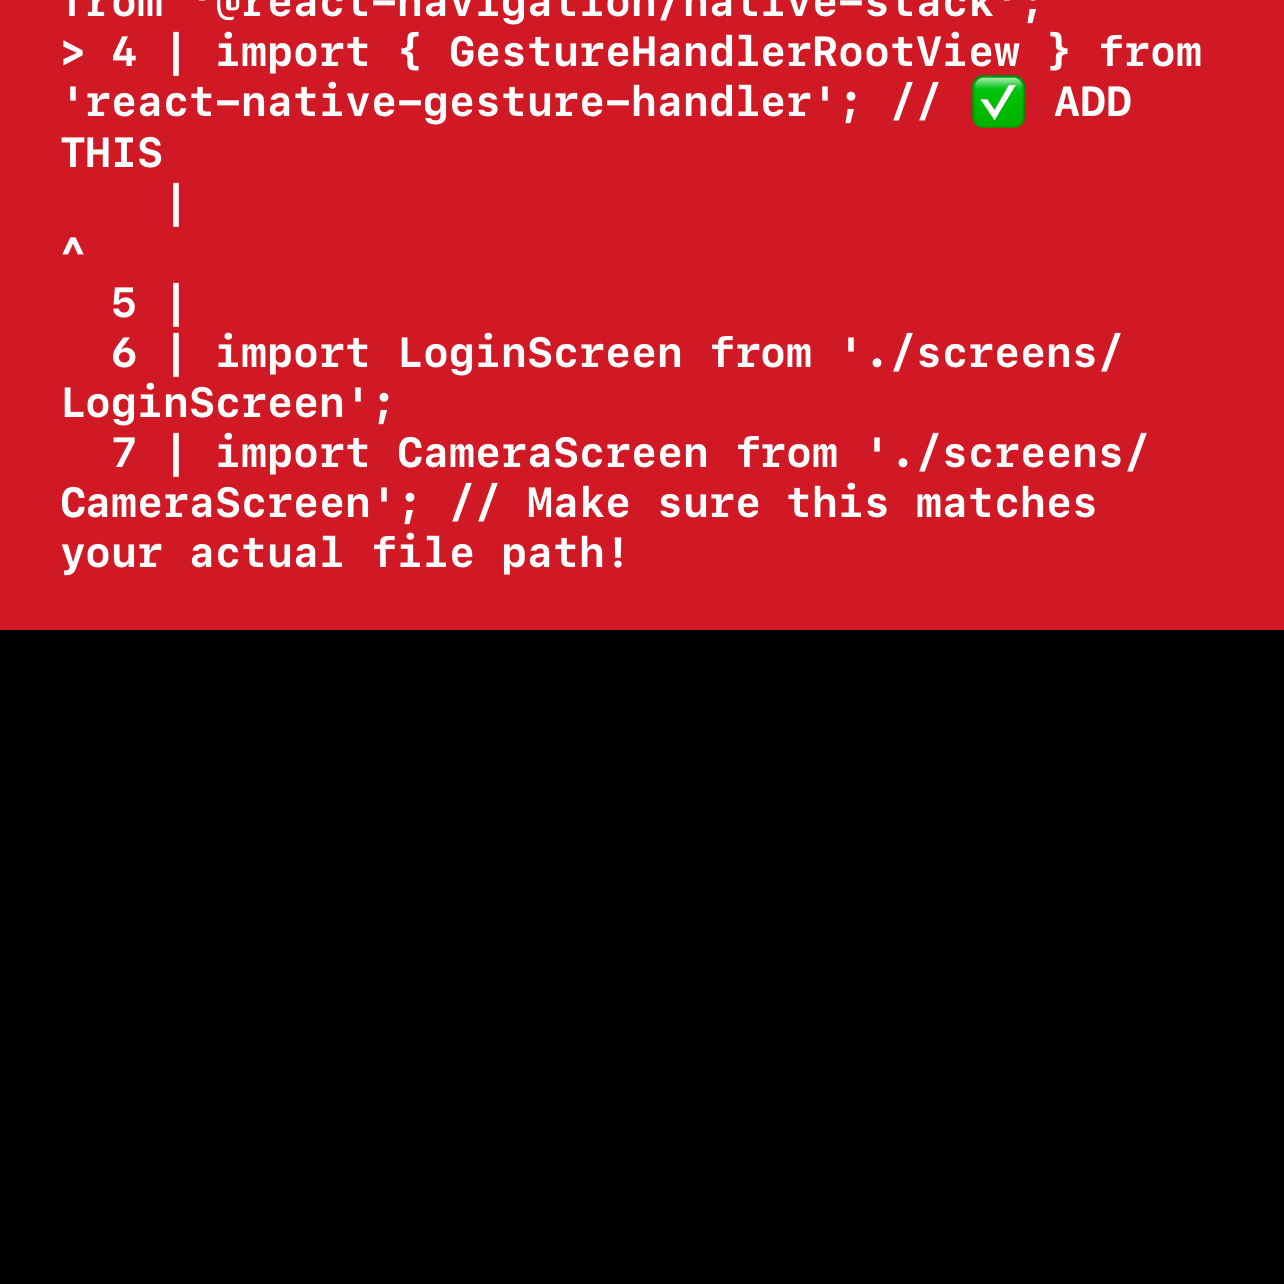 from '@react-navigation/native-stack';
> 4 | import { GestureHandlerRootView } from
'react-native-gesture-handler'; // ✅ ADD
THIS
    |
^
  5 |
  6 | import LoginScreen from './screens/
LoginScreen';
  7 | import CameraScreen from './screens/
CameraScreen'; // Make sure this matches
your actual file path!